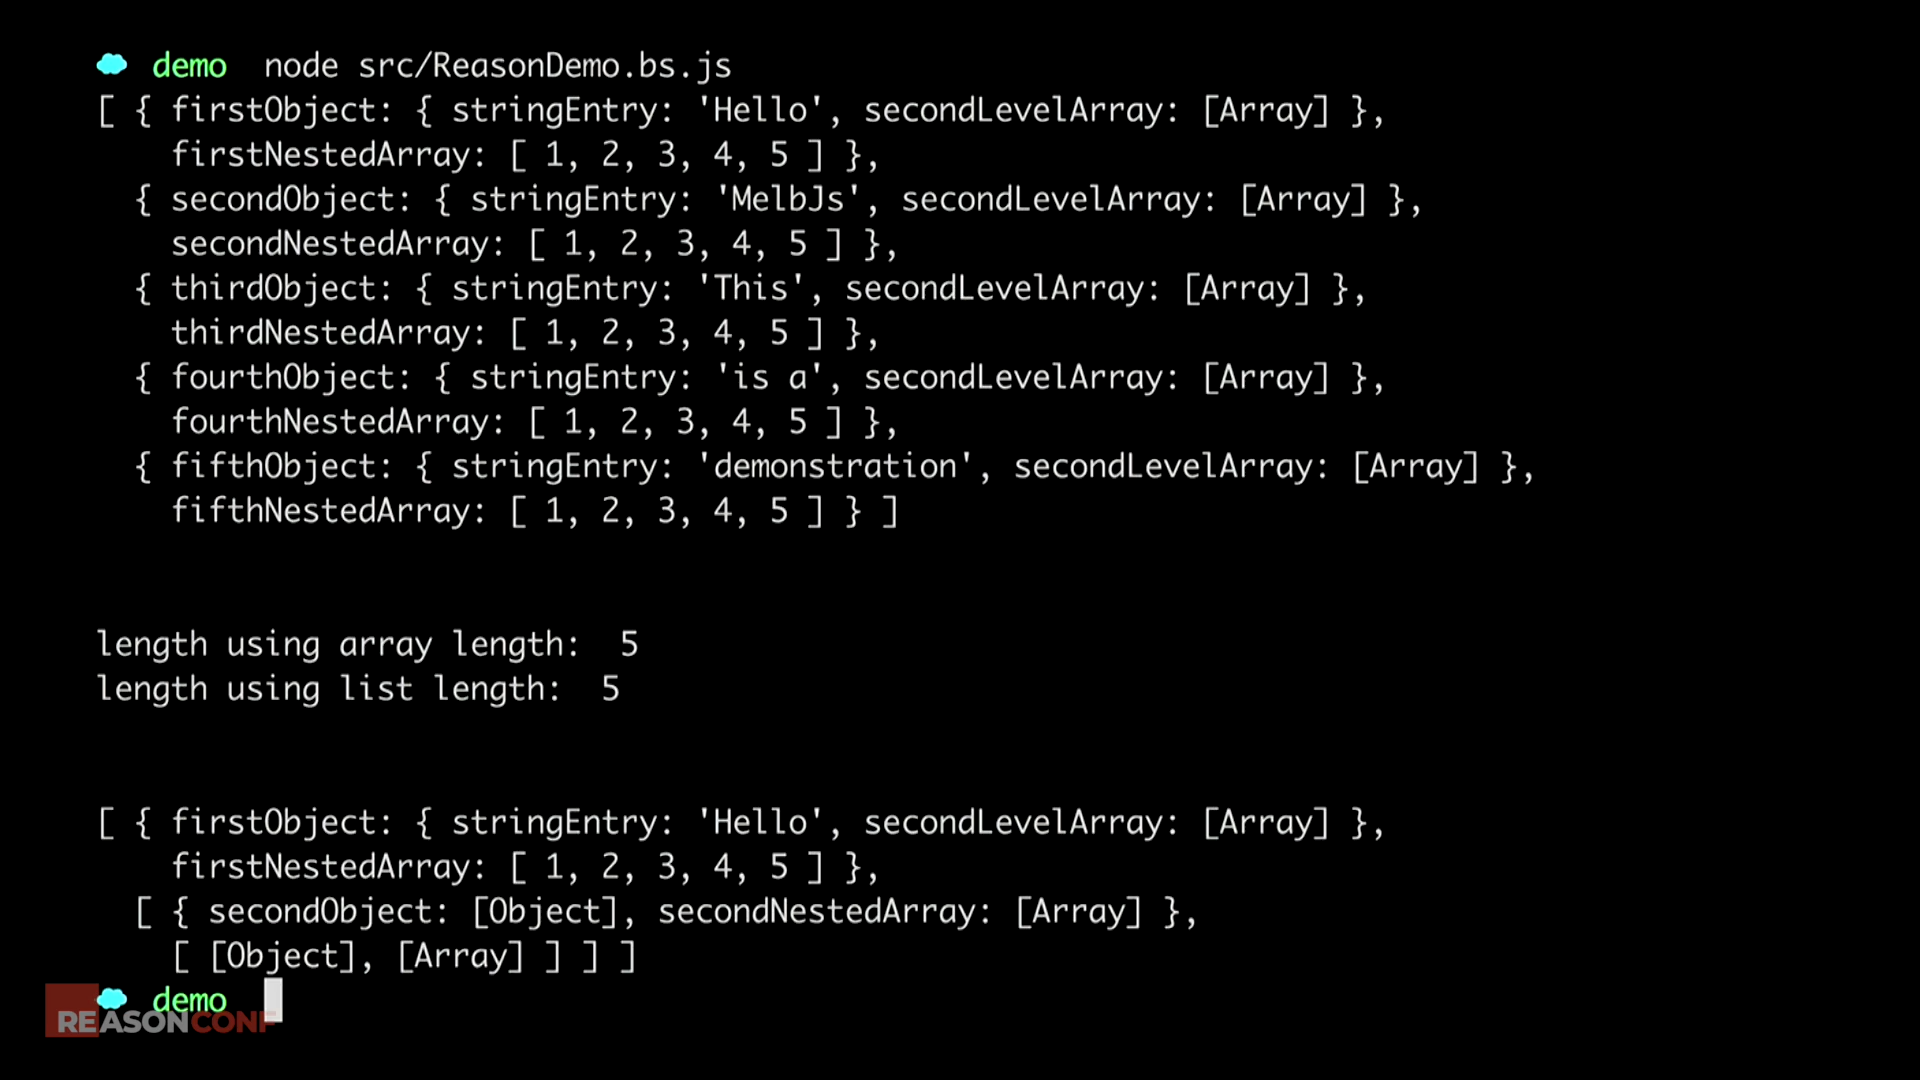 demo node src/ReasonDemo.bs.js
[ { firstObject: { stringEntry: 'Hello', secondLevelArray: [Array] },
firstNestedArray: [ 1, 2, 3, 4, 5 ] },
{ secondObject: { stringEntry: 'MelbJs', secondLevelArray: [Array] },
secondNestedArray: [ 1, 2, 3, 4, 5 ] },
{ thirdObject: { stringEntry: 'This', secondLevelArray: [Array] },
thirdNestedArray: [ 1, 2, 3, 4, 5 ] },
{ fourthObject: { stringEntry: 'is a', secondLevelArray: [Array] },
fourthNestedArray: [ 1, 2, 3, 4, 5 ] },
{ fifthObject: { stringEntry: 'demonstration', secondLevelArray: [Array] },
fifthNestedArray: [ 1, 2, 3, 4, 5 ] } ]
length using array length:  5
length using list length:  5
[ { firstObject: { stringEntry: 'Hello', secondLevelArray: [Array] },
firstNestedArray: [ 1, 2, 3, 4, 5 ] },
[ { secondObject: [Object], secondNestedArray: [Array] },
[ [Object], [Array] ] ] ]
demo
REASONCONF